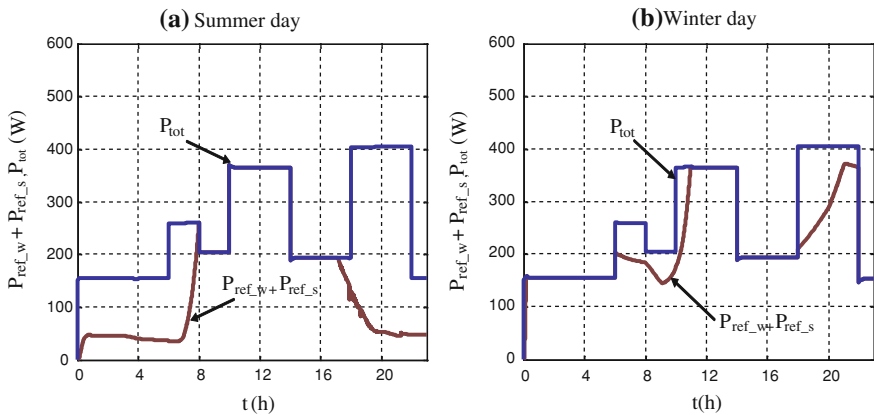 (a) Summer day
P_ref_w + P_ref_s, P_tot (W)
600
500
400
300
200
100
0
P_tot
P_ref_w+P_ref_s
0 4 8 12 16 20
t(h)
(b) Winter day
P_ref_w + P_ref_s, P_tot (W)
600
500
400
300
200
100
0
P_tot
P_ref_w+P_ref_s
0 4 8 12 16 20
t(h)